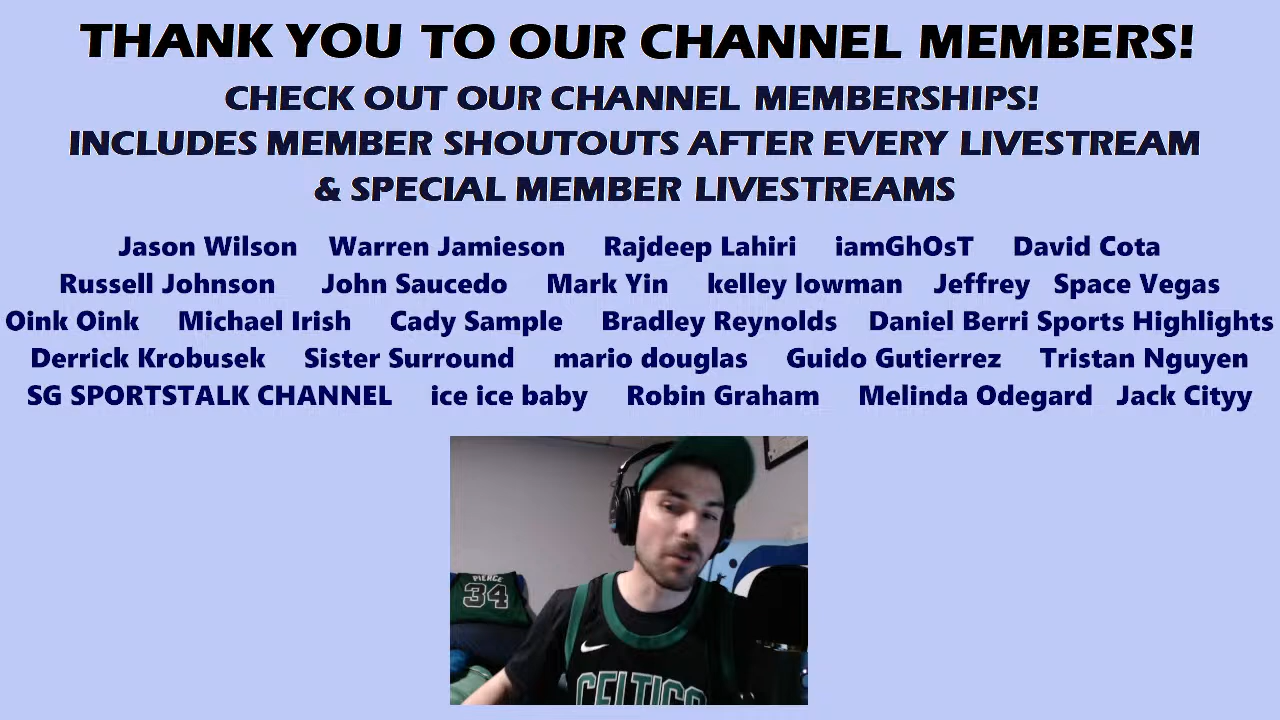 THANK YOU TO OUR CHANNEL MEMBERS!
CHECK OUT OUR CHANNEL MEMBERSHIPS!
INCLUDES MEMBER SHOUTOUTS AFTER EVERY LIVESTREAM
& SPECIAL MEMBER LIVESTREAMS
Jason Wilson Warren Jamieson Rajdeep Lahiri iamGhOsT David Cota
Russell Johnson John Saucedo Mark Yin kelley lowman Jeffrey Space Vegas
Oink Oink Michael Irish Cady Sample Bradley Reynolds Daniel Berri Sports Highlights
Derrick Krobusek Sister Surround mario douglas Guido Gutierrez Tristan Nguyen
SG SPORTSTALK CHANNEL ice ice baby Robin Graham Melinda Odegard Jack Cityy
PIERCE
34
CELTICS